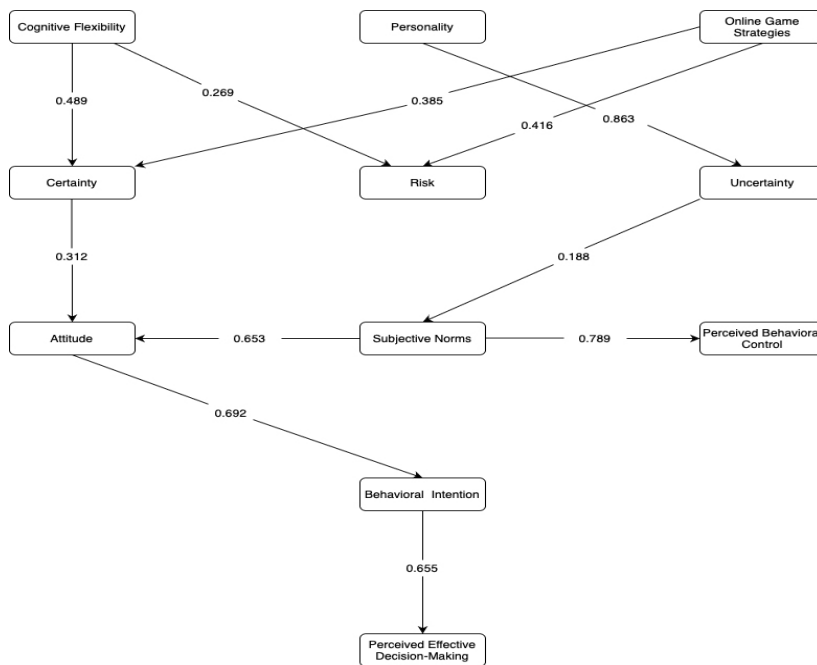 Cognitive Flexibility
Personality
Online Game
Strategies
0.489
0.269
0.385
0.416
0.863
Certainty
Risk
Uncertainty
0.312
0.188
Attitude
0.653
Subjective Norms
0.789
Perceived Behavioral
Control
0.692
Behavioral Intention
0.655
Perceived Effective
Decision-Making